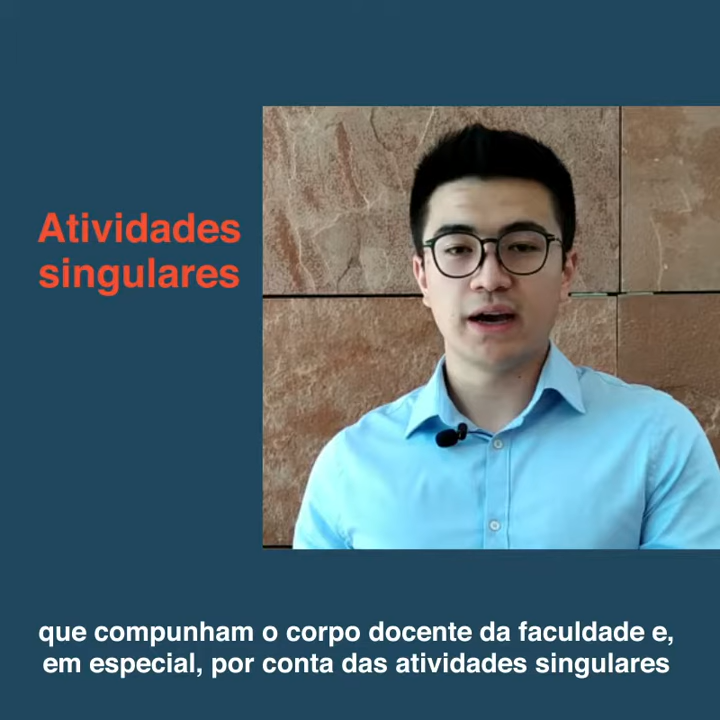 Atividades
singulares
que compunham o corpo docente da faculdade e,
em especial, por conta das atividades singulares